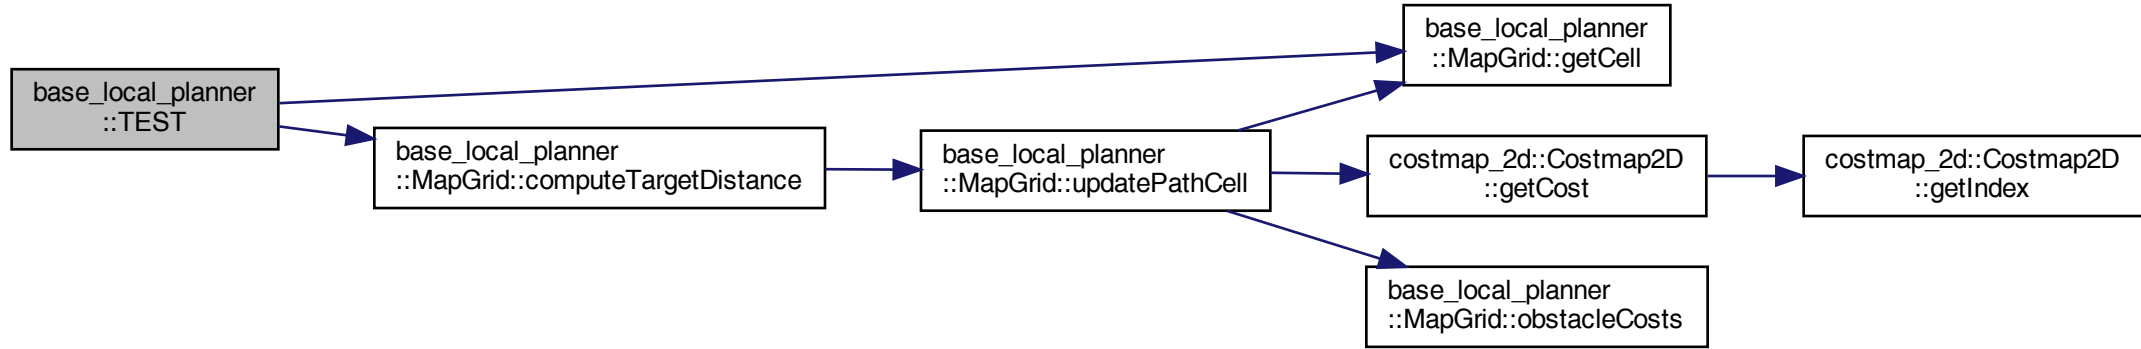 base_local_planner
::TEST
base_local_planner
::MapGrid::computeTargetDistance
base_local_planner
::MapGrid::updatePathCell
base_local_planner
::MapGrid::getCell
costmap_2d::Costmap2D
::getCost
costmap_2d::Costmap2D
::getIndex
base_local_planner
::MapGrid::obstacleCosts